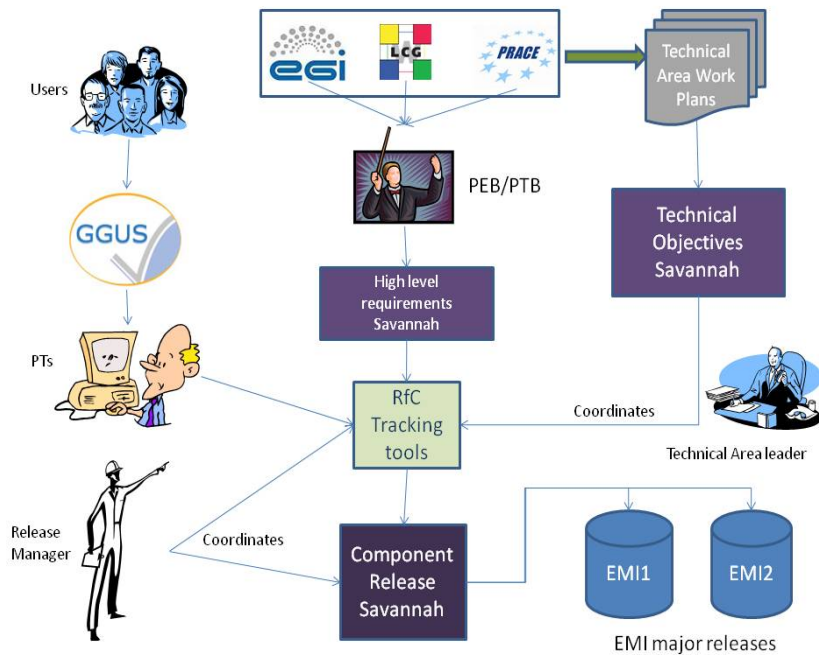 egi
LCG
PRACE
Technical
Area Work
Plans
Users
PEB/PTB
GGUS
Technical
Objectives
Savannah
High level
requirements
Savannah
PTs
RfC
Tracking
tools
Coordinates
Technical Area leader
Release
Manager
Coordinates
Component
Release
Savannah
EMI1
EMI2
EMI major releases